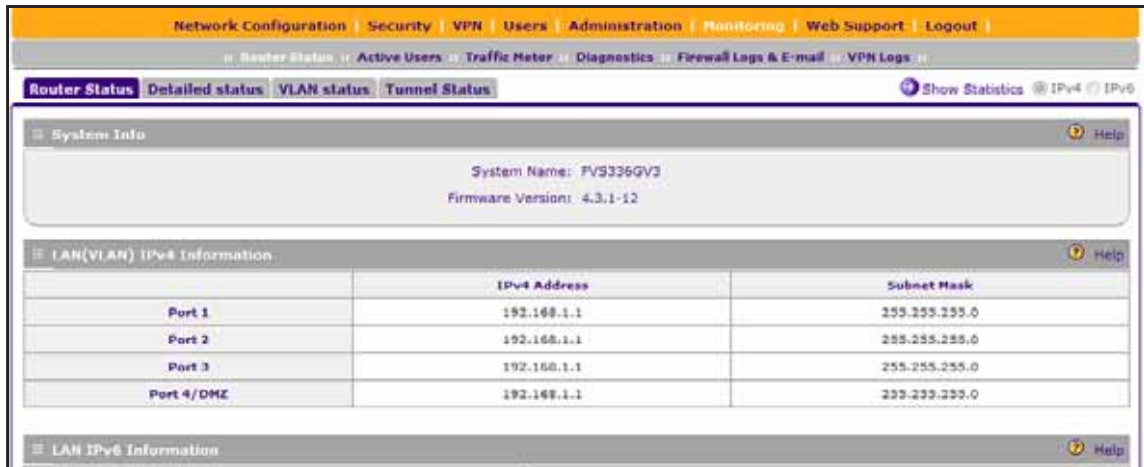 Network Configuration | Security | VPN | Users | Administration | Monitoring | Web Support | Logout |
:: Router Status :: Active Users :: Traffic Meter :: Diagnostics :: Firewall Logs & E-mail :: VPN Logs ::
Router Status Detailed status VLAN status Tunnel Status Show Statistics IPv4 IPv6
System Info Help
System Name: FVS336GV3
Firmware Version: 4.3.1-12
LAN(VLAN) IPv4 Information Help
IPv4 Address Subnet Mask
Port 1 192.168.1.1 255.255.255.0
Port 2 192.168.1.1 255.255.255.0
Port 3 192.168.1.1 255.255.255.0
Port 4/DMZ 192.168.1.1 255.255.255.0
LAN IPv6 Information Help